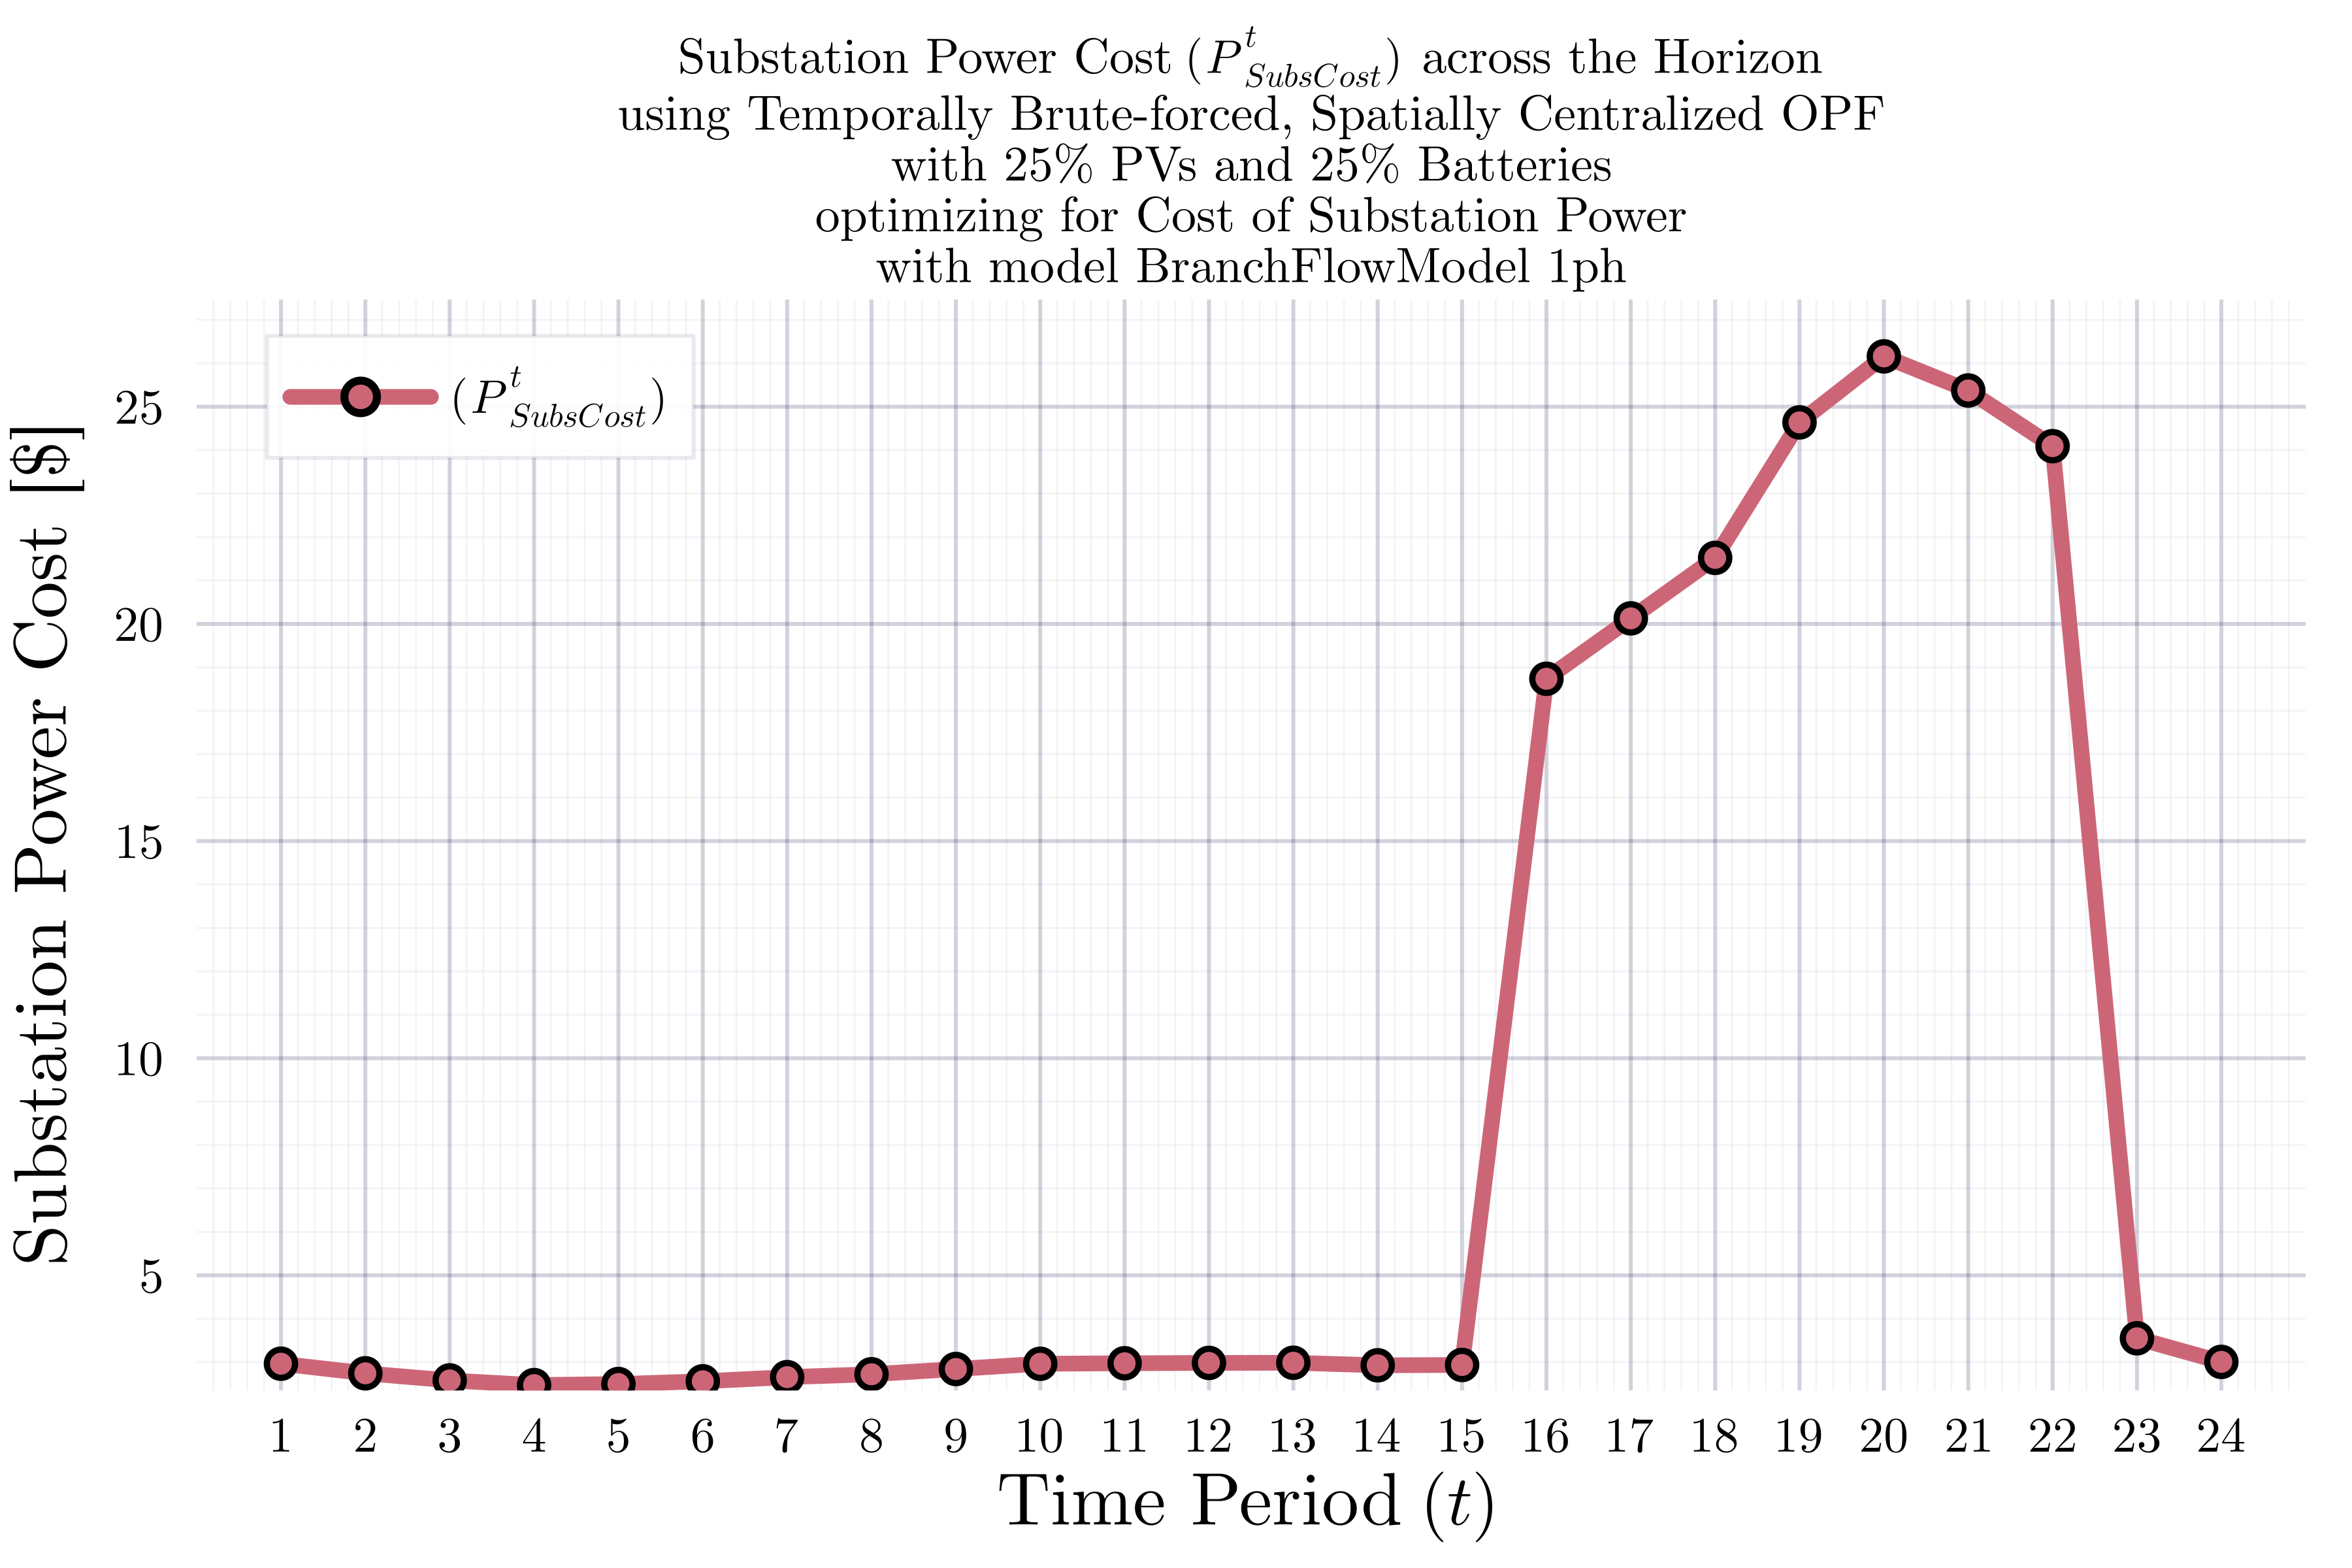 Substation Power Cost (P^t_SubsCost) across the Horizon
using Temporally Brute-forced, Spatially Centralized OPF
with 25% PVs and 25% Batteries
optimizing for Cost of Substation Power
with model BranchFlowModel 1ph
(P^t_SubsCost)
Substation Power Cost [$]
25
20
15
10
5
1 2 3 4 5 6 7 8 9 10 11 12 13 14 15 16 17 18 19 20 21 22 23 24
Time Period (t)